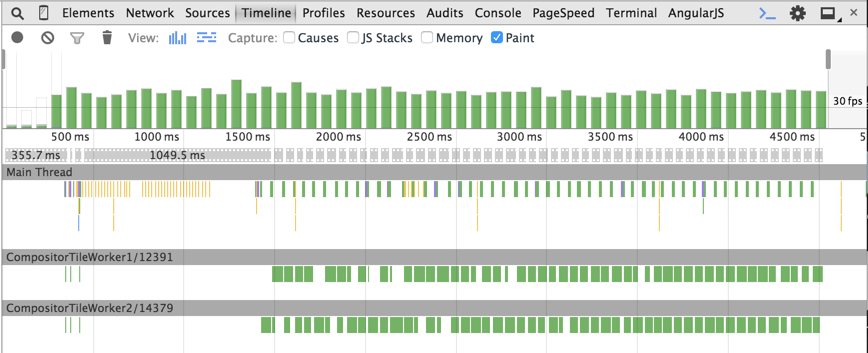 Elements Network Sources Timeline Profiles Resources Audits Console PageSpeed Terminal AngularJS
View: Capture: Causes JS Stacks Memory Paint
30 fps
500 ms 1000 ms 1500 ms 2000 ms 2500 ms 3000 ms 3500 ms 4000 ms 4500 ms 5
355.7 ms 1049.5 ms
Main Thread
CompositorTileWorker1/12391
CompositorTileWorker2/14379